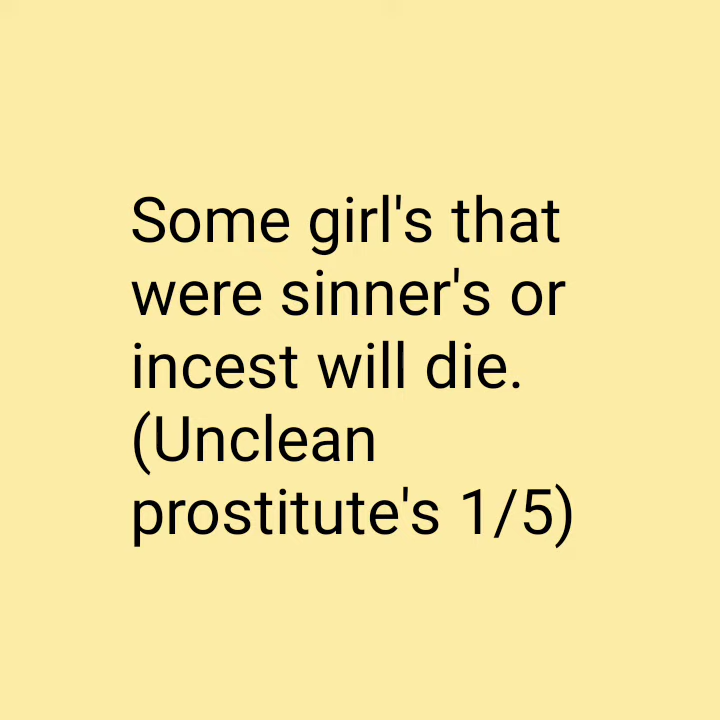 Some girl's that
were sinner's or
incest will die.
(Unclean
prostitute's 1/5)